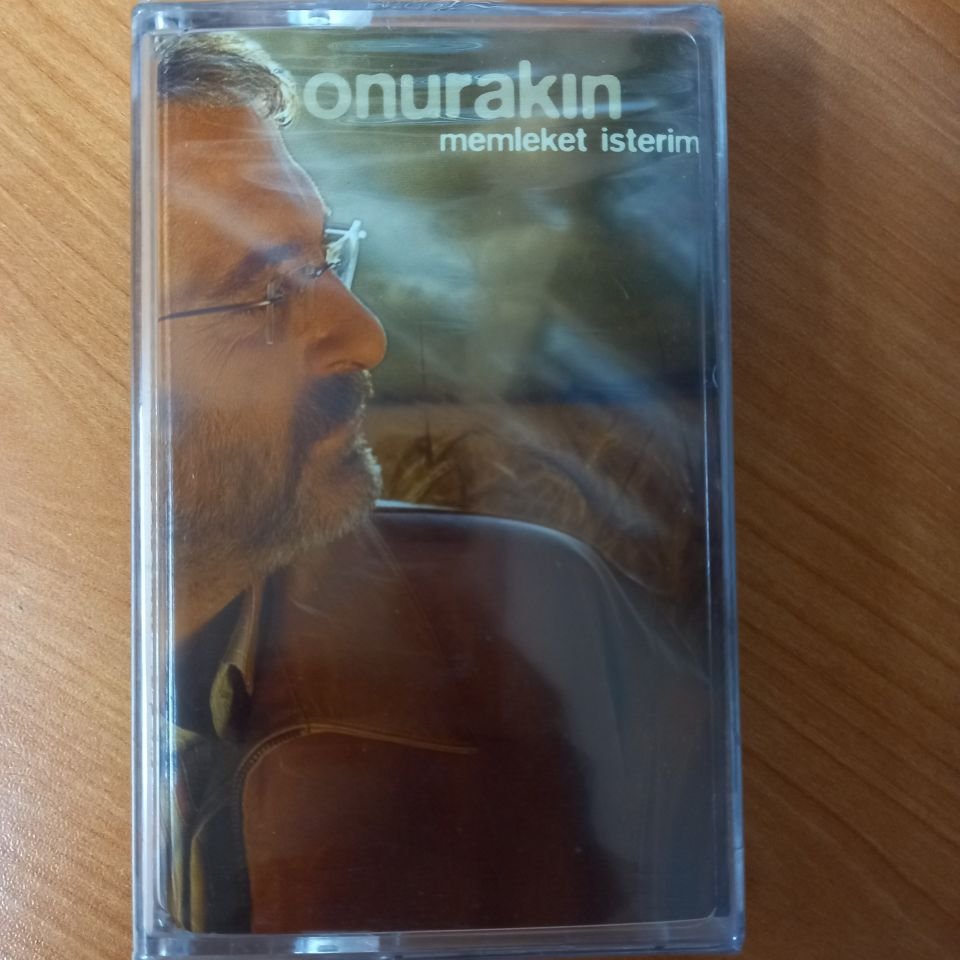 onurakın
memleket isterim